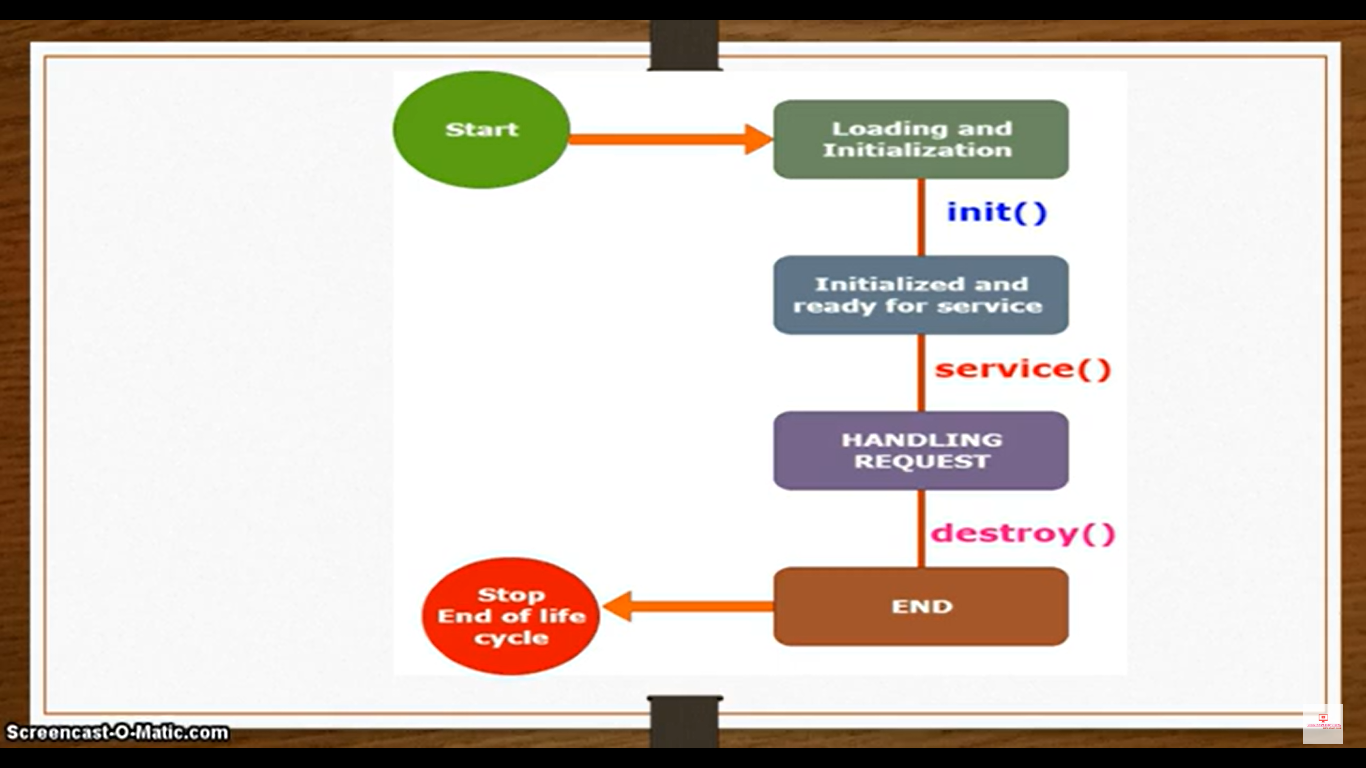 Start
Loading and
Initialization
init()
Initialized and
ready for service
service()
HANDLING
REQUEST
destroy()
END
Stop
End of life
cycle
Screencast-O-Matic.com